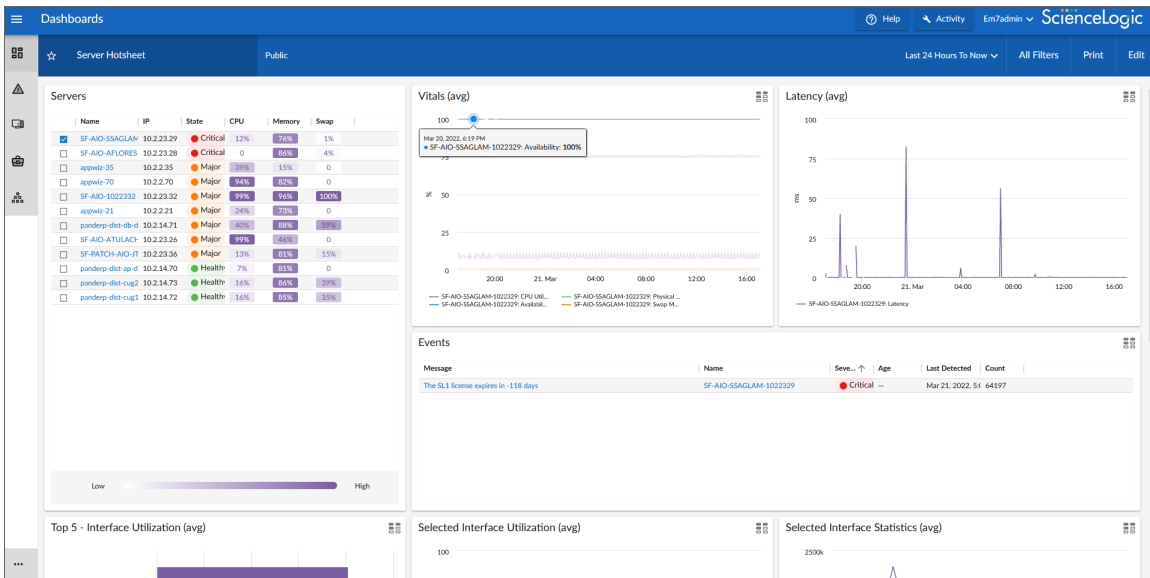 Dashboards
Help
Activity
Em7admin
ScienceLogic
Server Hotsheet
Public
Last 24 Hours To Now
All Filters
Print
Edit
Servers
Name IP State CPU Memory Swap
SF-AIO-SSAGLAM 10.2.23.29 Critical 12% 76% 1%
SF-AIO-AFLORES- 10.2.23.28 Critical 0 86% 4%
appwiz-35 10.2.2.35 Major 39% 15% 0
appwiz-70 10.2.2.70 Major 94% 82% 0
SF-AIO-1022332 10.2.23.32 Major 99% 96% 100%
appwiz-21 10.2.2.21 Major 24% 73% 0
panderp-dist-db-d 10.2.14.71 Major 40% 88% 59%
SF-AIO-ATULACH 10.2.23.26 Major 99% 46% 0
SF-PATCH-AIO-JT 10.2.23.36 Major 13% 81% 15%
panderp-dist-ap-d 10.2.14.70 Healthy 7% 81% 0
panderp-dist-cug2 10.2.14.73 Healthy 16% 86% 39%
panderp-dist-cug1 10.2.14.72 Healthy 16% 85% 35%
Low High
Vitals (avg)
100
Mar 20, 2022, 6:19 PM
SF-AIO-SSAGLAM-1022329: Availability: 100%
75
%
50
25
0
20:00 21. Mar 04:00 08:00 12:00 16:00
SF-AIO-SSAGLAM-1022329: CPU Util... SF-AIO-SSAGLAM-1022329: Physical ...
SF-AIO-SSAGLAM-1022329: Availabil... SF-AIO-SSAGLAM-1022329: Swap M...
Latency (avg)
100
75
ms
50
25
0
20:00 21. Mar 04:00 08:00 12:00 16:00
SF-AIO-SSAGLAM-1022329: Latency
Events
Message Name Seve... Age Last Detected Count
The SL1 license expires in -118 days SF-AIO-SSAGLAM-1022329 Critical – Mar 21, 2022, 5:( 64197
Top 5 - Interface Utilization (avg)
Selected Interface Utilization (avg)
100
Selected Interface Statistics (avg)
2500k